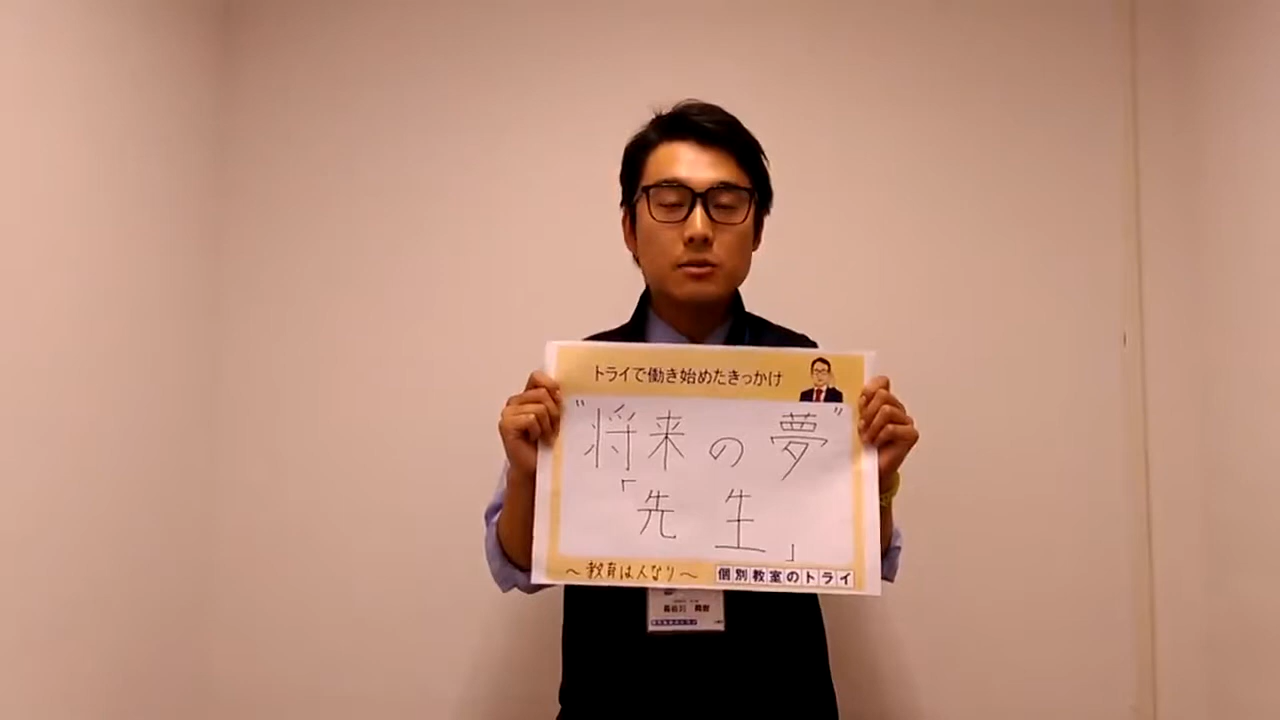 トライで働き始めたきっかけ
"将来の夢"
「先生」
～教育は人なり～
個別教室のトライ